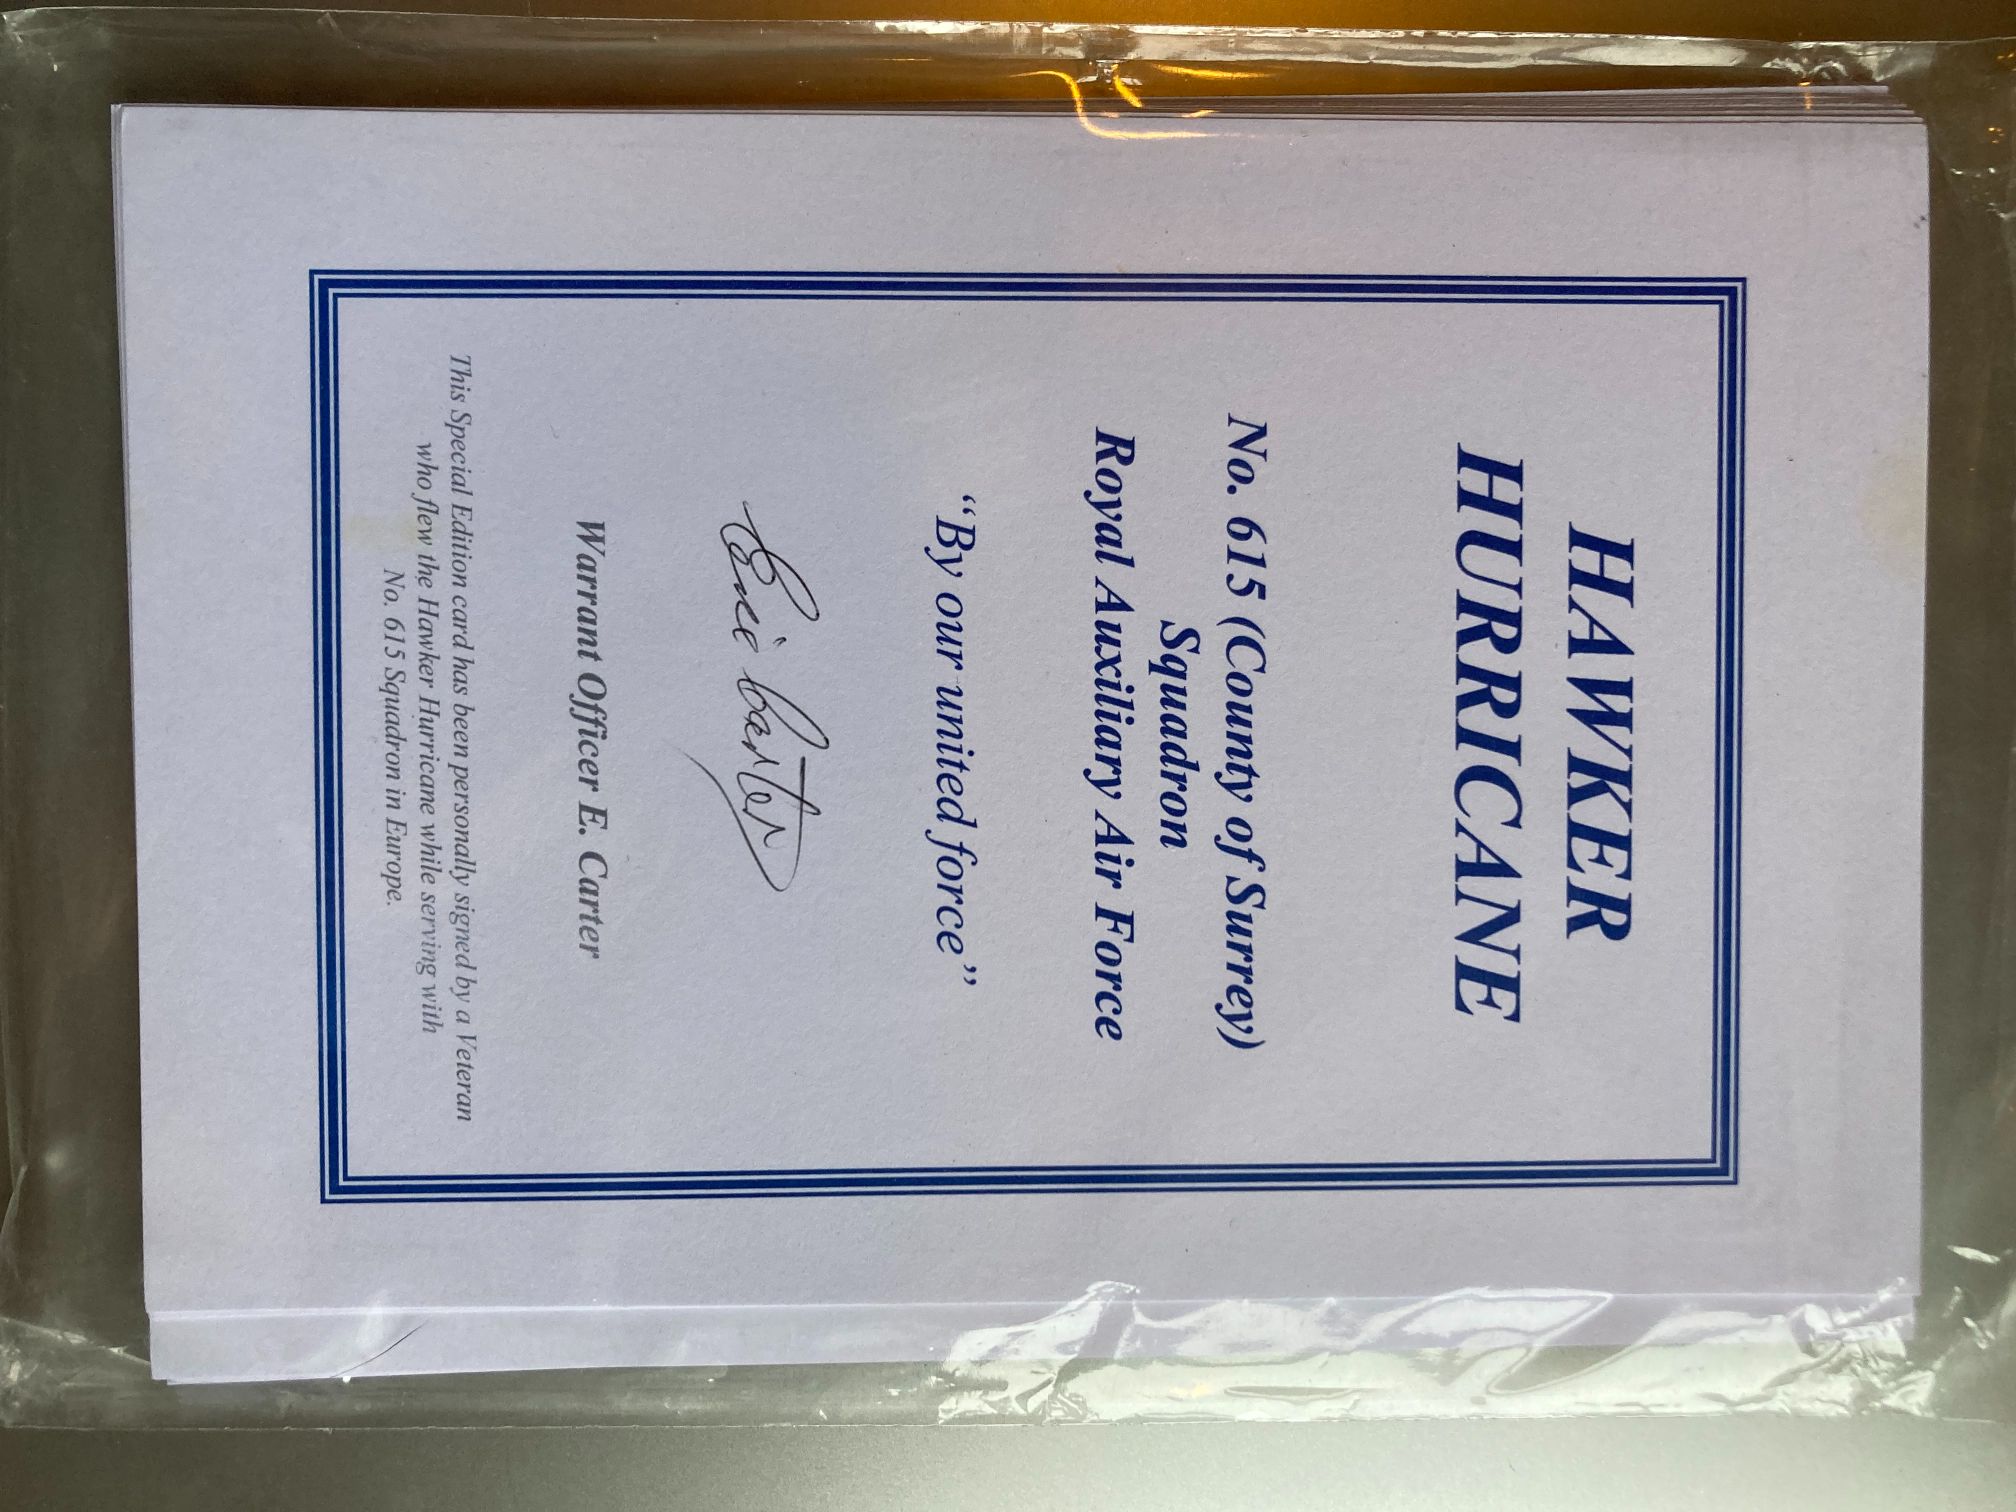 HAWKER
HURRICANE
No. 615 (County of Surrey)
Squadron
Royal Auxiliary Air Force
“By our united force”
Eric Carter
Warrant Officer E. Carter
This Special Edition card has been personally signed by a Veteran
who flew the Hawker Hurricane while serving with
No. 615 Squadron in Europe.